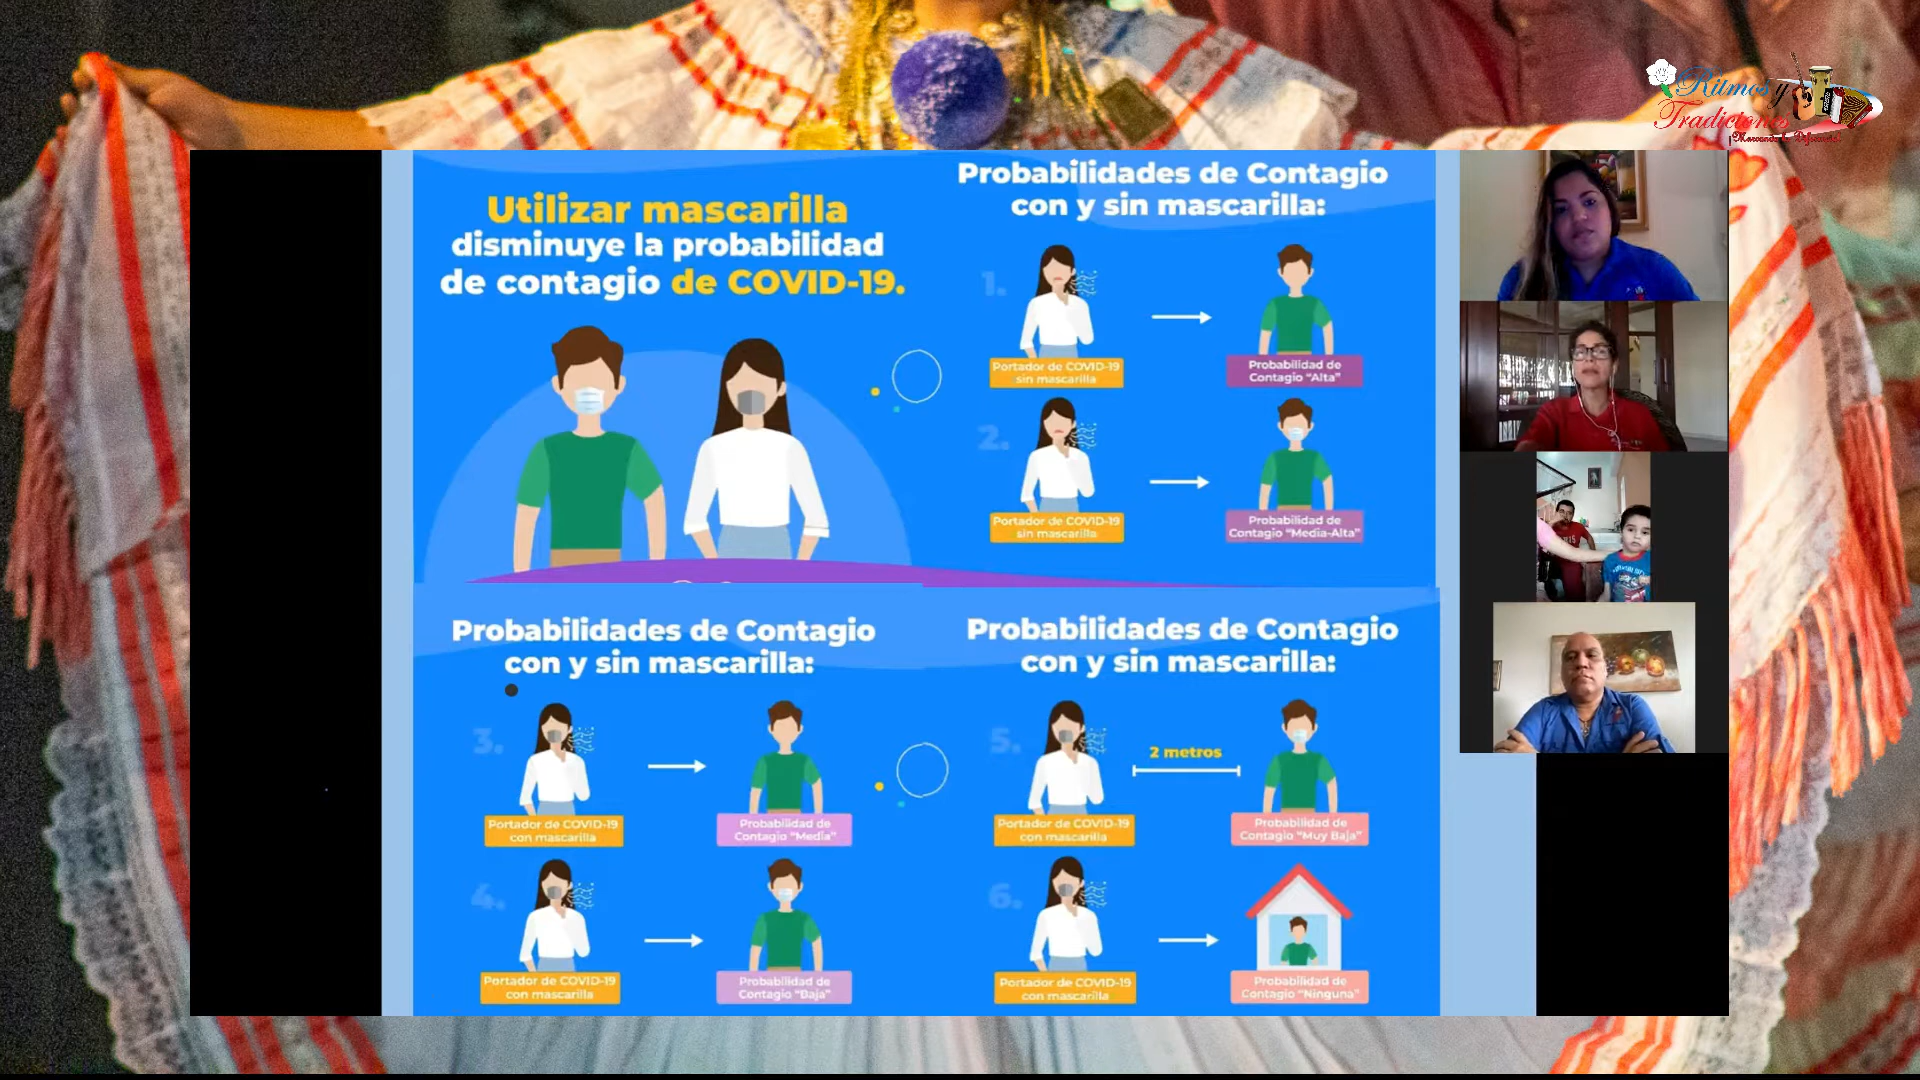 Ritmos y
Tradiciones
Utilizar mascarilla
disminuye la probabilidad
de contagio de COVID-19.
Probabilidades de Contagio
con y sin mascarilla:
1.
Portador de COVID-19
sin mascarilla
Probabilidad de
Contagio "Alta"
2.
Portador de COVID-19
sin mascarilla
Probabilidad de
Contagio "Media-Alta"
Probabilidades de Contagio
con y sin mascarilla:
3.
Portador de COVID-19
con mascarilla
Probabilidad de
Contagio "Media"
4.
Portador de COVID-19
con mascarilla
Probabilidad de
Contagio "Baja"
Probabilidades de Contagio
con y sin mascarilla:
5.
2 metros
Portador de COVID-19
con mascarilla
Probabilidad de
Contagio "Muy Baja"
6.
Portador de COVID-19
con mascarilla
Probabilidad de
Contagio "Ninguna"